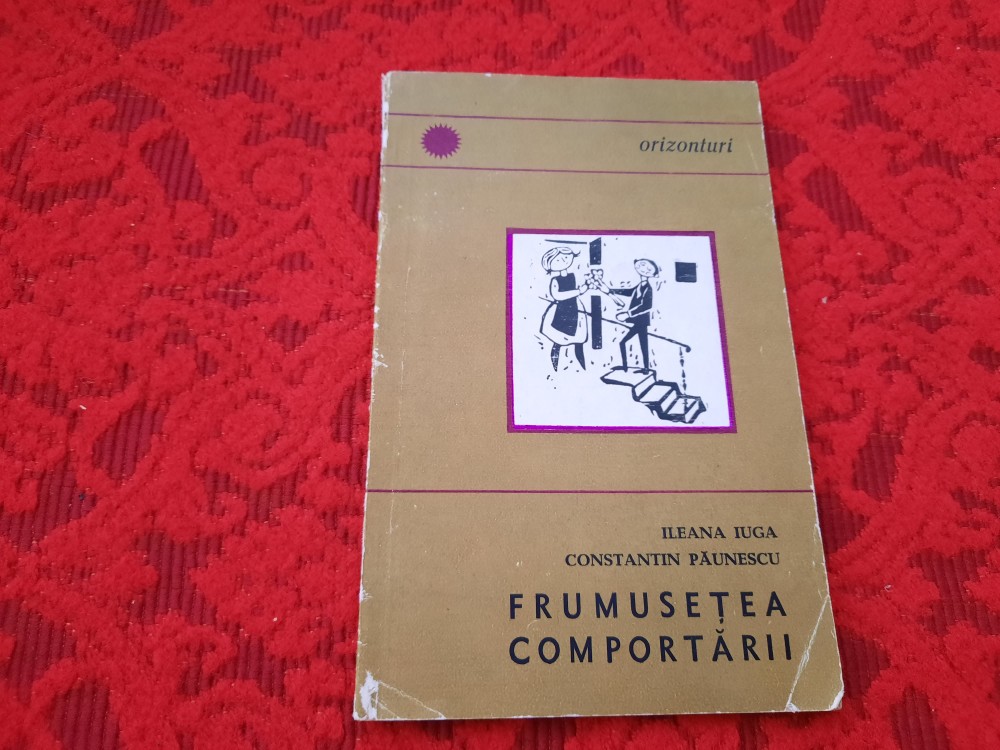 orizonturi
ILEANA IUGA
CONSTANTIN PĂUNESCU
FRUMUSEȚEA
COMPORTĂRII